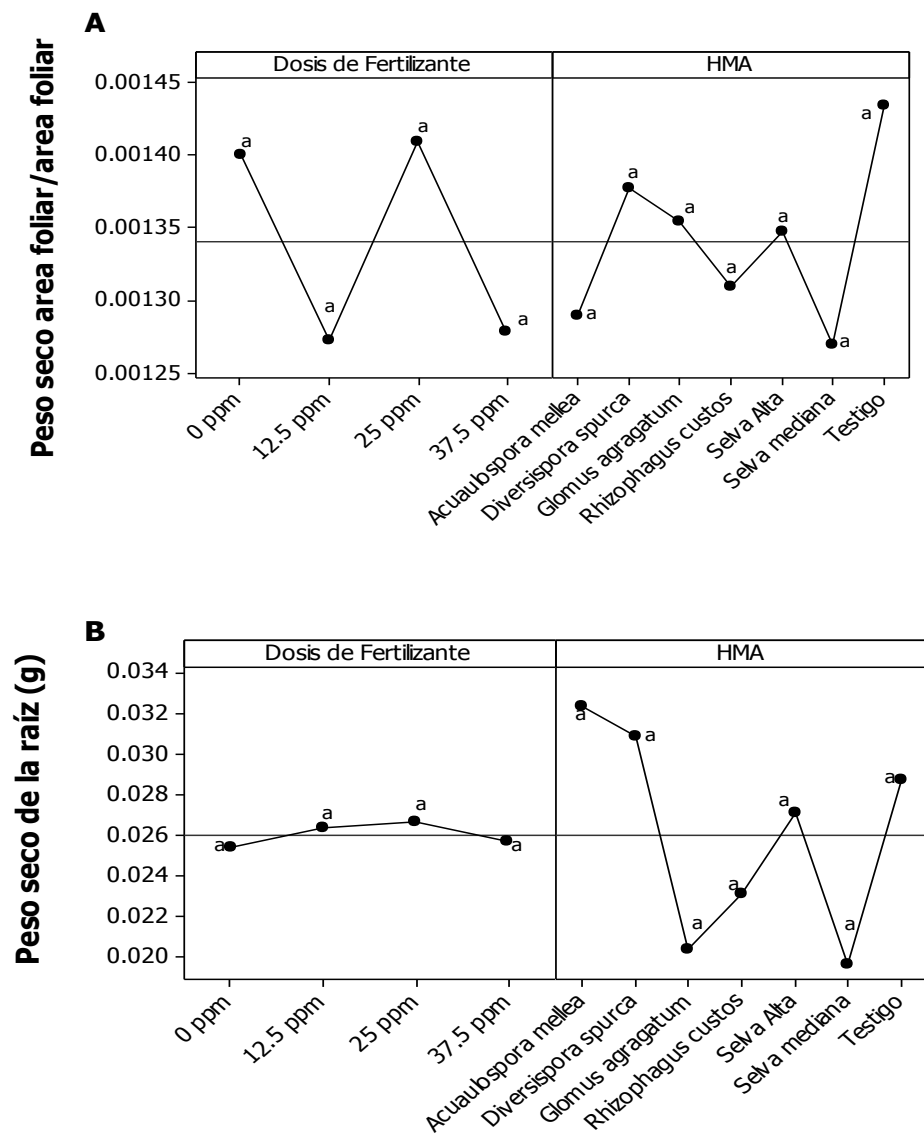 A
Dosis de Fertilizante
HMA
Peso seco area foliar/area foliar
0.00145
0.00140
0.00135
0.00130
0.00125
a
a
a
a
a
a
a
a
a
a
a
0 ppm
12.5 ppm
25 ppm
37.5 ppm
Acuaulospora mellea
Diversispora spurca
Glomus agragatum
Rhizophagus custos
Selva Alta
Selva mediana
Testigo
B
Dosis de Fertilizante
HMA
Peso seco de la raíz (g)
0.034
0.032
0.030
0.028
0.026
0.024
0.022
0.020
a
a
a
a
a
a
a
a
a
a
a
0 ppm
12.5 ppm
25 ppm
37.5 ppm
Acuaulospora mellea
Diversispora spurca
Glomus agragatum
Rhizophagus custos
Selva Alta
Selva mediana
Testigo